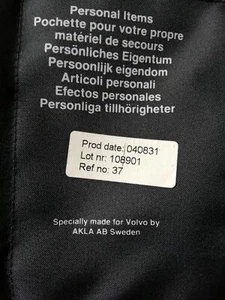 Personal Items
Pochette pour votre propre
matériel de secours
Persönliches Eigentum
Persoonlijk eigendom
Articoli personali
Efectos personales
Personliga tillhörigheter
Prod date: 040831
Lot nr: 108901
Ref no: 37
Specially made for Volvo by
AKLA AB Sweden